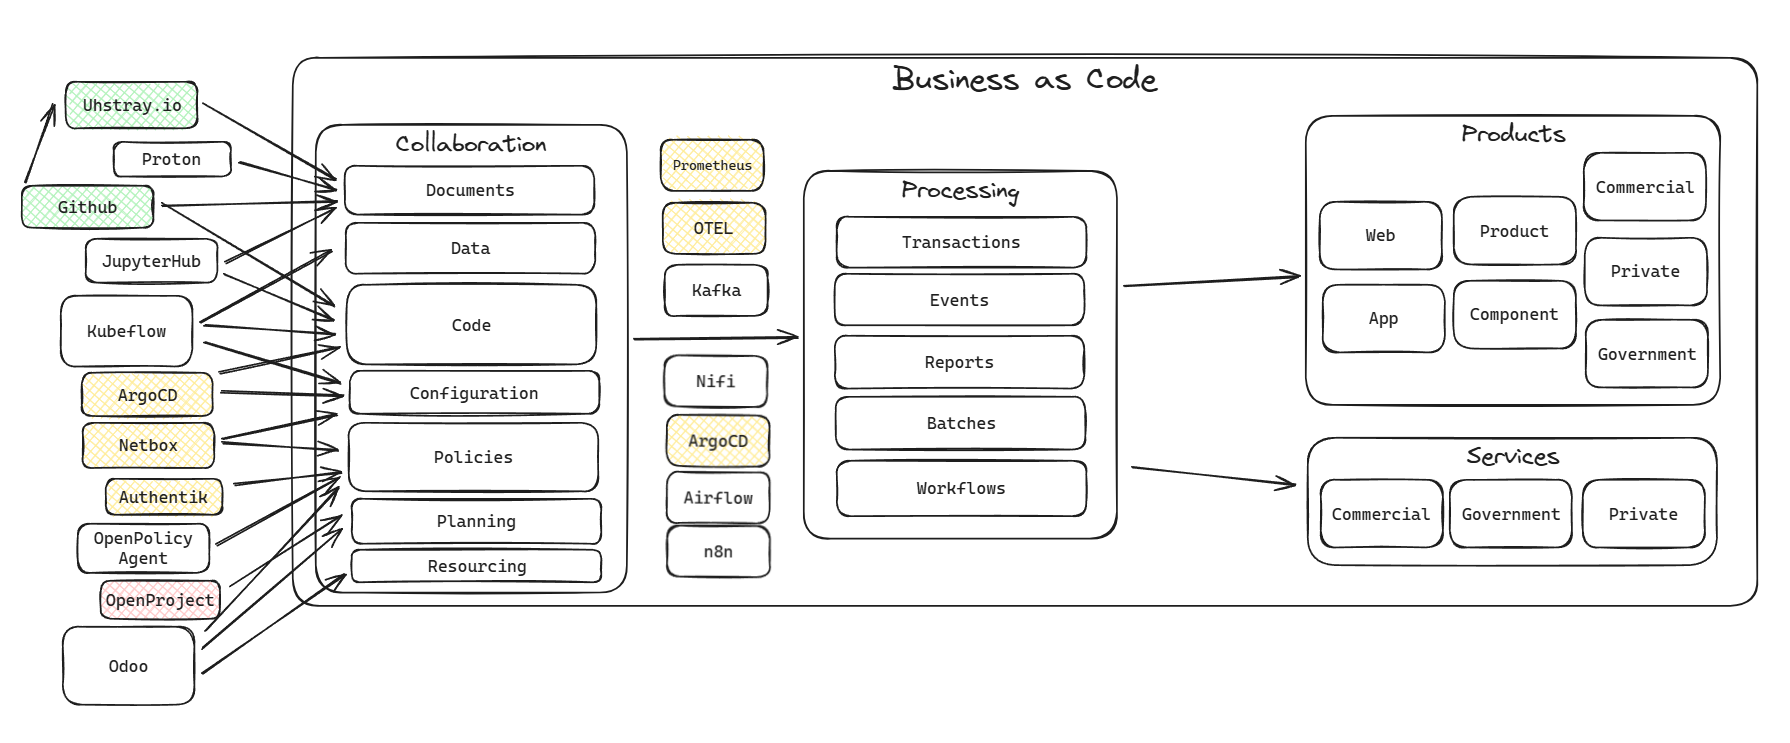 Business as Code
Uhstray.io
Proton
Github
JupyterHub
Kubeflow
ArgoCD
Netbox
Authentik
OpenPolicy
Agent
OpenProject
Odoo
Collaboration
Documents
Data
Code
Configuration
Policies
Planning
Resourcing
Prometheus
OTEL
Kafka
Nifi
ArgoCD
Airflow
n8n
Processing
Transactions
Events
Reports
Batches
Workflows
Products
Web
App
Product
Component
Commercial
Private
Government
Services
Commercial
Government
Private